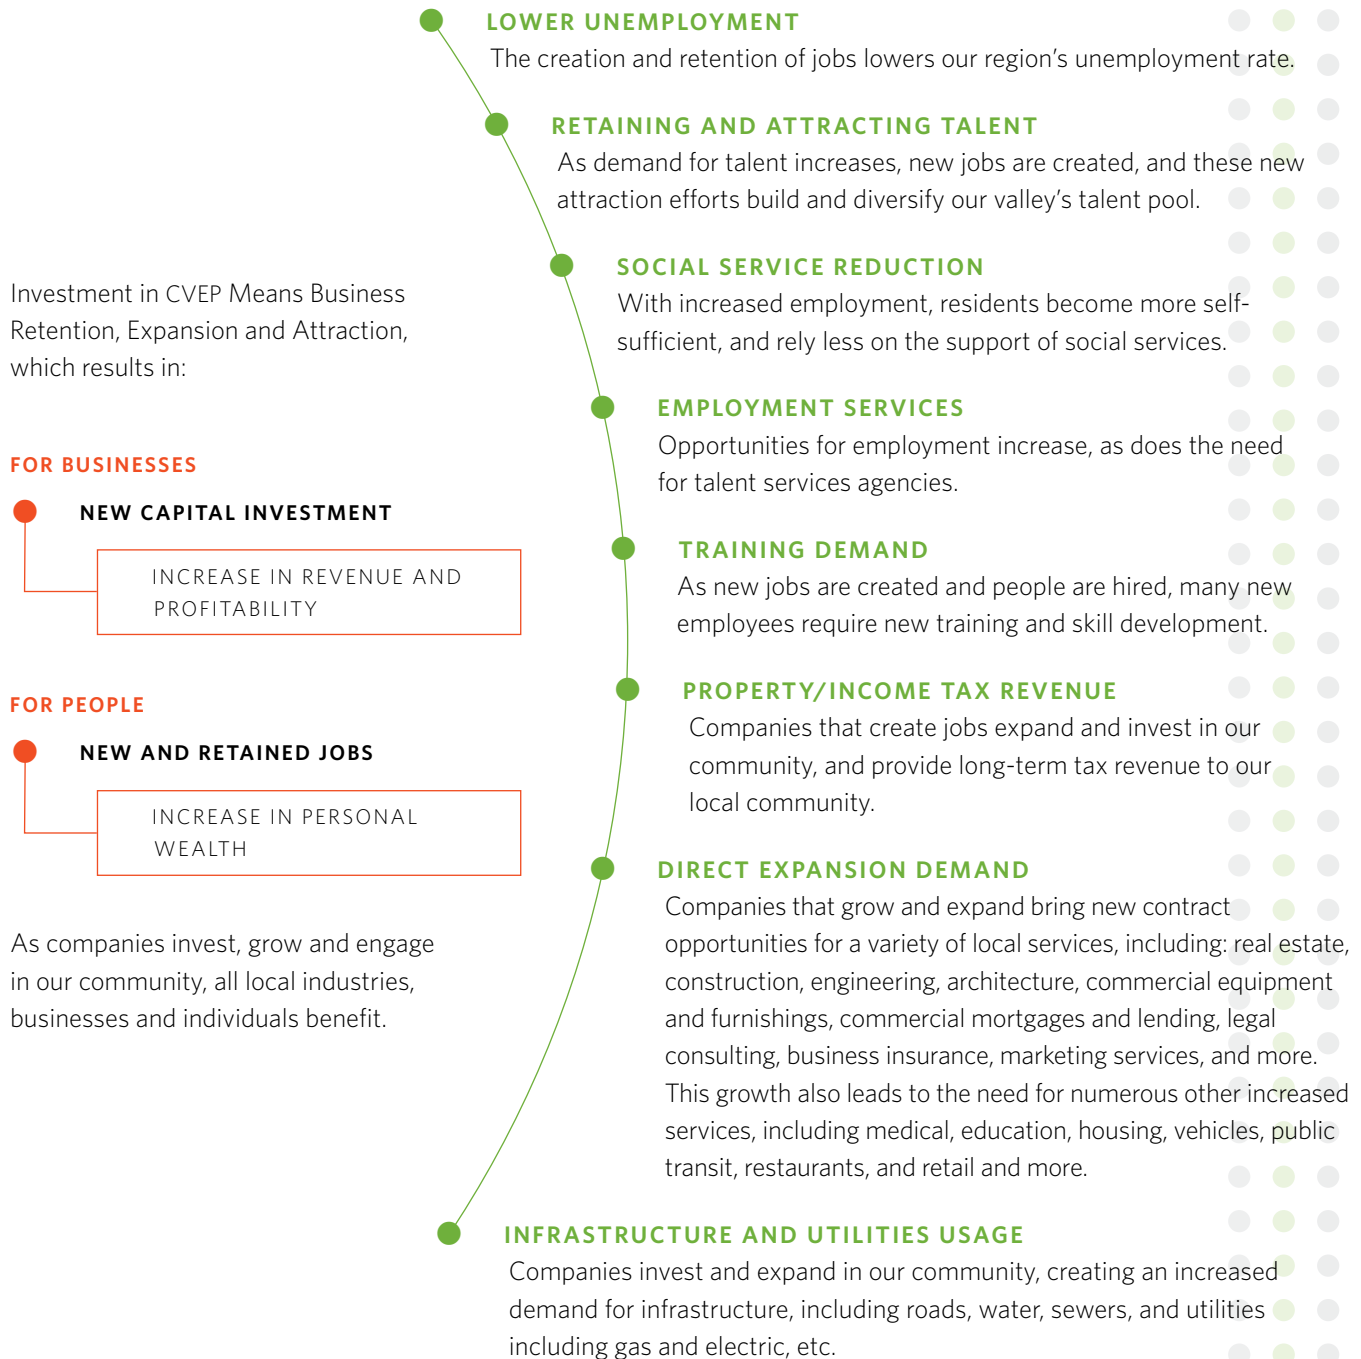 Investment in CVEP Means Business
Retention, Expansion and Attraction,
which results in:
FOR BUSINESSES
NEW CAPITAL INVESTMENT
INCREASE IN REVENUE AND
PROFITABILITY
FOR PEOPLE
NEW AND RETAINED JOBS
INCREASE IN PERSONAL
WEALTH
As companies invest, grow and engage
in our community, all local industries,
businesses and individuals benefit.
LOWER UNEMPLOYMENT
The creation and retention of jobs lowers our region’s unemployment rate.
RETAINING AND ATTRACTING TALENT
As demand for talent increases, new jobs are created, and these new
attraction efforts build and diversify our valley’s talent pool.
SOCIAL SERVICE REDUCTION
With increased employment, residents become more self-
sufficient, and rely less on the support of social services.
EMPLOYMENT SERVICES
Opportunities for employment increase, as does the need
for talent services agencies.
TRAINING DEMAND
As new jobs are created and people are hired, many new
employees require new training and skill development.
PROPERTY/INCOME TAX REVENUE
Companies that create jobs expand and invest in our
community, and provide long-term tax revenue to our
local community.
DIRECT EXPANSION DEMAND
Companies that grow and expand bring new contract
opportunities for a variety of local services, including: real estate,
construction, engineering, architecture, commercial equipment
and furnishings, commercial mortgages and lending, legal
consulting, business insurance, marketing services, and more.
This growth also leads to the need for numerous other increased
services, including medical, education, housing, vehicles, public
transit, restaurants, and retail and more.
INFRASTRUCTURE AND UTILITIES USAGE
Companies invest and expand in our community, creating an increased
demand for infrastructure, including roads, water, sewers, and utilities
including gas and electric, etc.